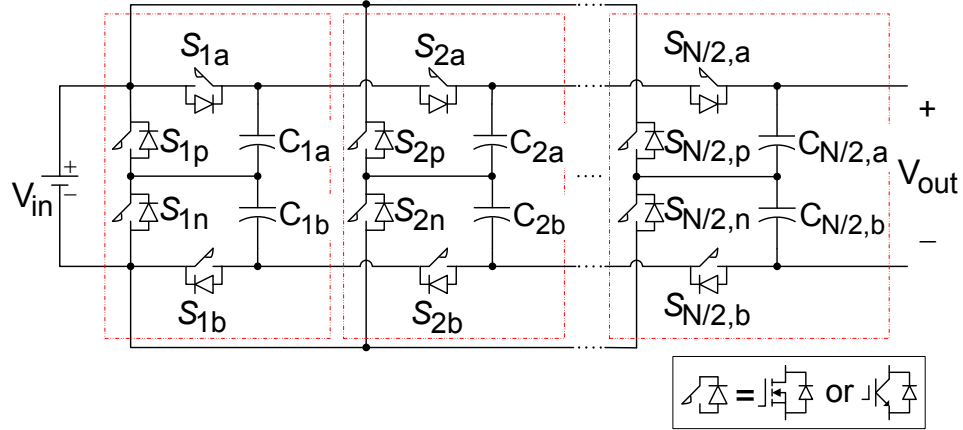 S1a S2a SN/2,a
+
S1p C1a S2p C2a SN/2,p CN/2,a
Vin + − Vout
S1n C1b S2n C2b SN/2,n CN/2,b
−
S1b S2b SN/2,b
= or